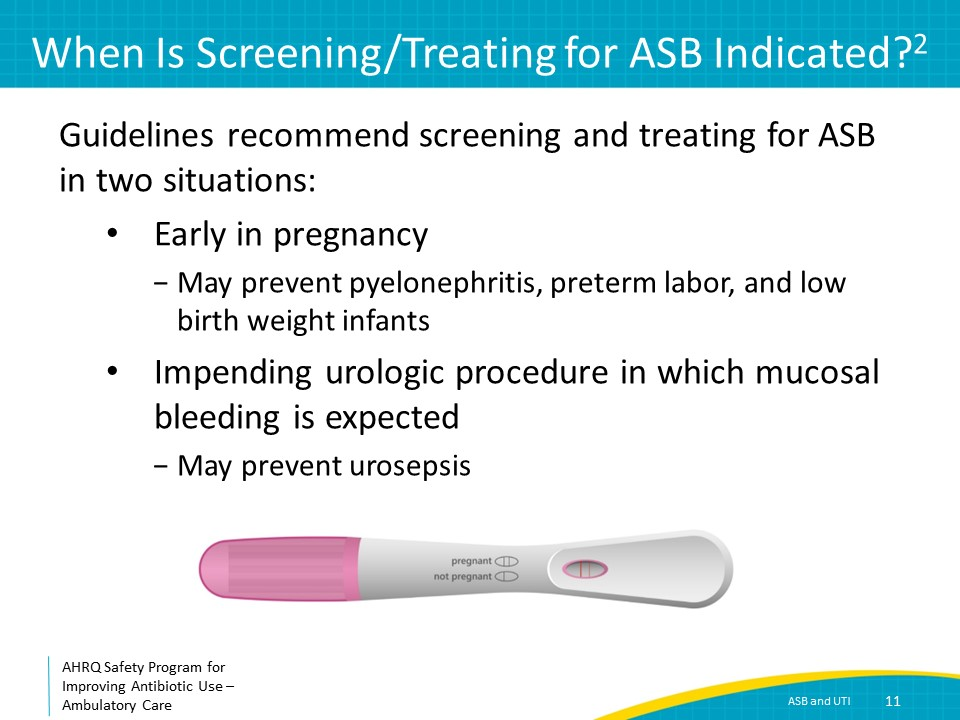 When Is Screening/Treating for ASB Indicated?2
Guidelines recommend screening and treating for ASB
in two situations:
• Early in pregnancy
− May prevent pyelonephritis, preterm labor, and low
birth weight infants
• Impending urologic procedure in which mucosal
bleeding is expected
− May prevent urosepsis
pregnant
not pregnant
AHRQ Safety Program for
Improving Antibiotic Use –
Ambulatory Care
ASB and UTI 11